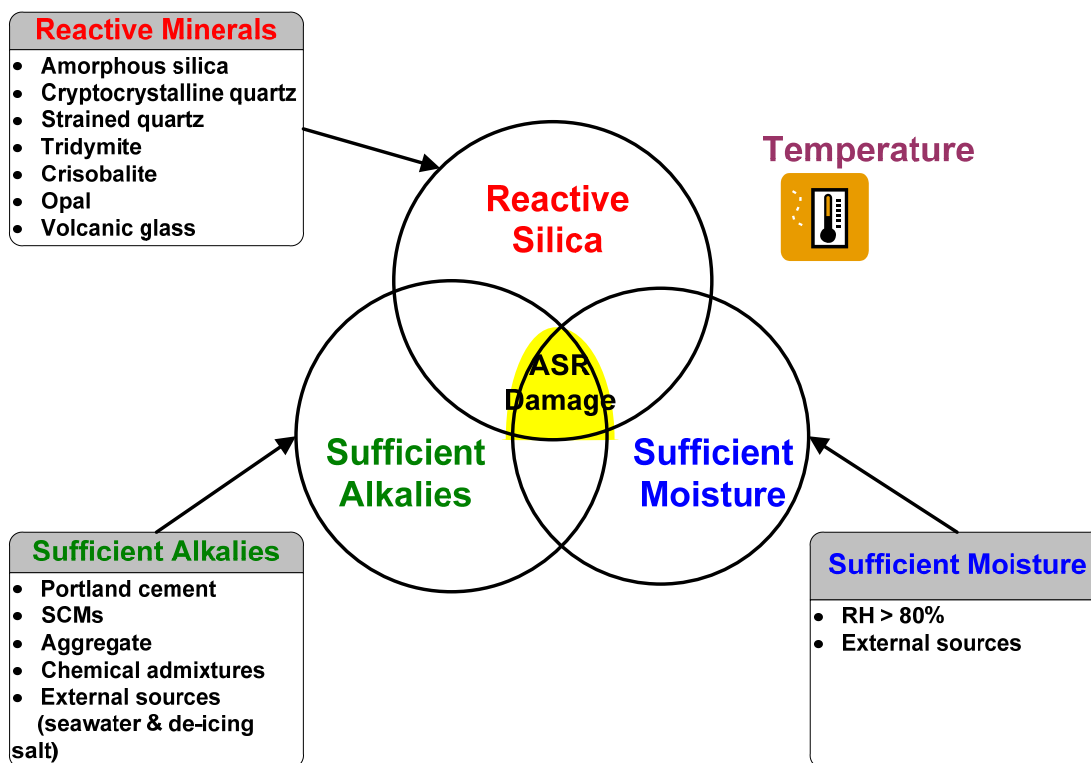 Reactive Minerals
• Amorphous silica
• Cryptocrystalline quartz
• Strained quartz
• Tridymite
• Crisobalite
• Opal
• Volcanic glass
Temperature
Reactive
Silica
ASR
Damage
Sufficient
Alkalies
Sufficient
Moisture
Sufficient Alkalies
• Portland cement
• SCMs
• Aggregate
• Chemical admixtures
• External sources
(seawater & de-icing
salt)
Sufficient Moisture
• RH > 80%
• External sources